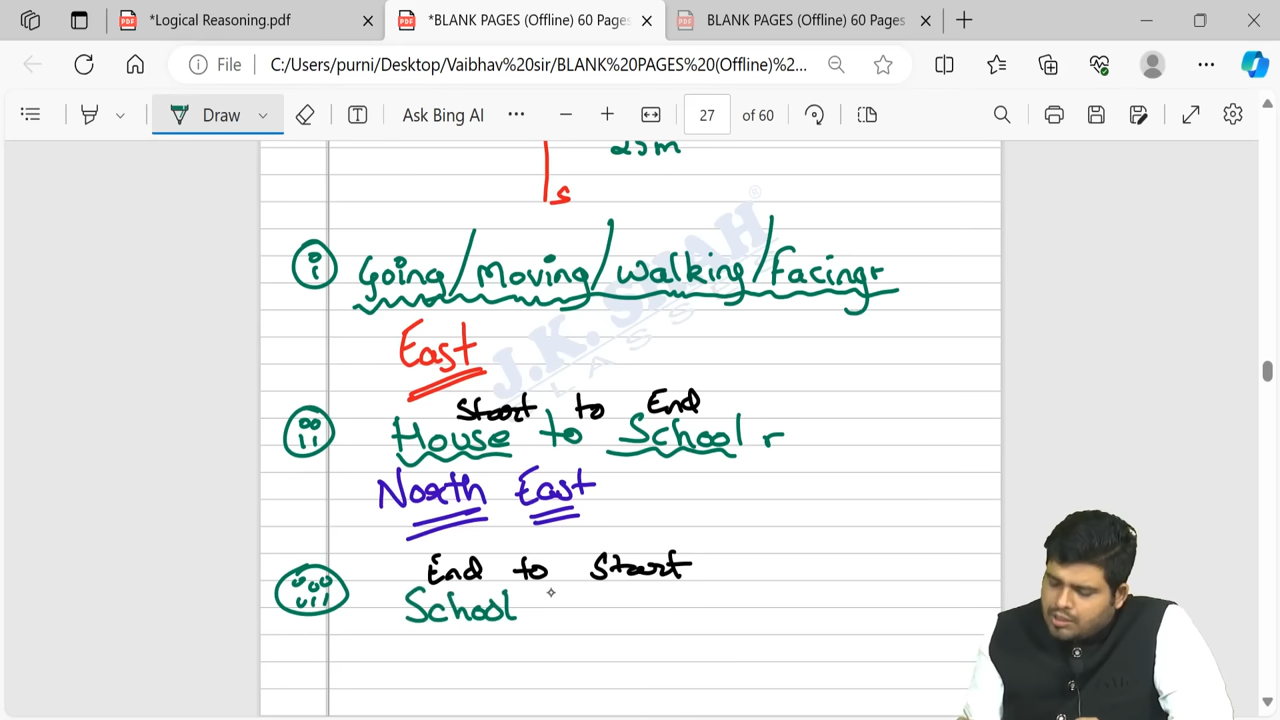 *Logical Reasoning.pdf
*BLANK PAGES (Offline) 60 Pages
BLANK PAGES (Offline) 60 Pages
File
C:/Users/purni/Desktop/Vaibhav%20sir/BLANK%20PAGES%20(Offline)%2...
Draw
Ask Bing AI
27
of 60
25m
S
i
Going/Moving/Walking/Facing
East
Start to End
ii
House to School
North East
End to Start
iii
School
J.K. SHAH
®
CLASSES